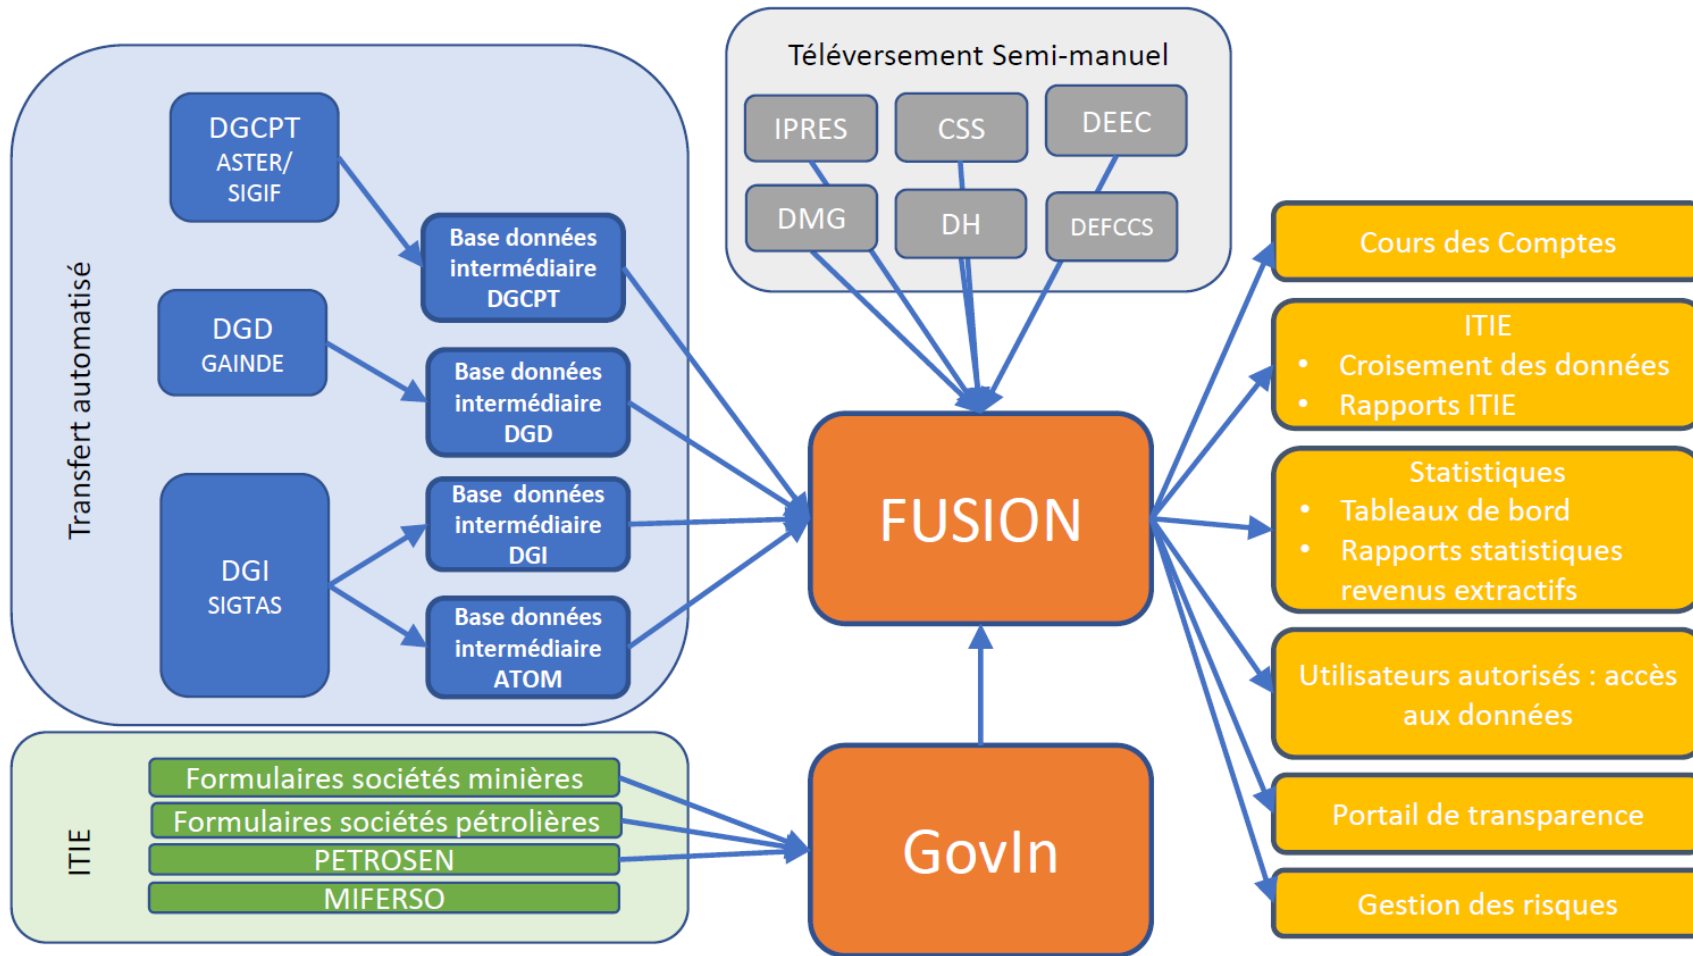 Transfert automatisé
DGCPT
ASTER/
SIGIF
DGD
GAINDE
DGI
SIGTAS
Base données
intermédiaire
DGCPT
Base données
intermédiaire
DGD
Base données
intermédiaire
DGI
Base données
intermédiaire
ATOM
ITIE
Formulaires sociétés minières
Formulaires sociétés pétrolières
PETROSEN
MIFERSO
Téléversement Semi-manuel
IPRES
CSS
DEEC
DMG
DH
DEFCCS
FUSION
GovIn
Cours des Comptes
ITIE
• Croisement des données
• Rapports ITIE
Statistiques
• Tableaux de bord
• Rapports statistiques
revenus extractifs
Utilisateurs autorisés : accès
aux données
Portail de transparence
Gestion des risques